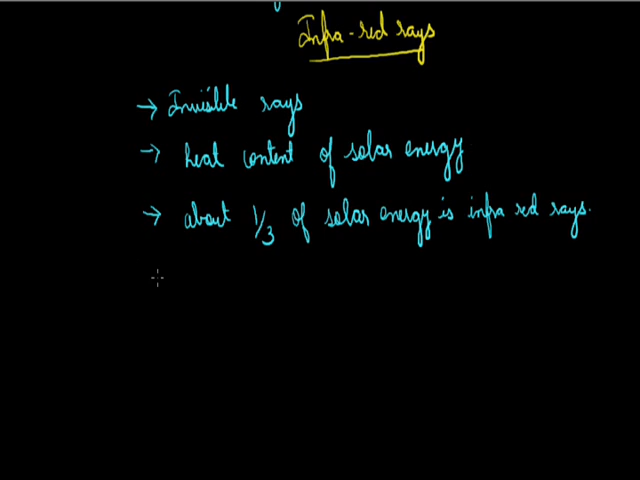 Infra-red rays
→ Invisible rays
→ heat content of solar energy
→ about 1/3 of solar energy is infra red rays.